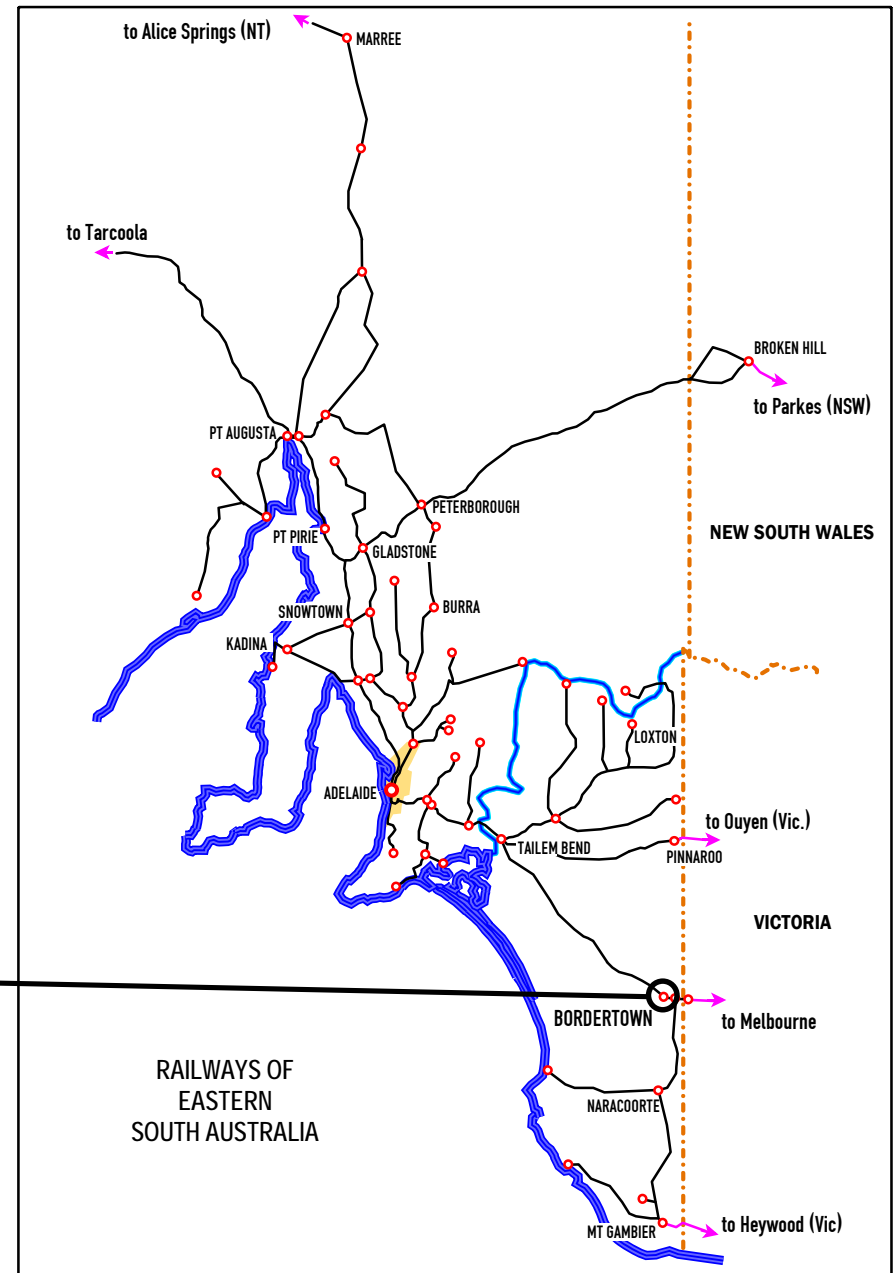 to Alice Springs (NT)
MARREE
to Tarcoola
BROKEN HILL
to Parkes (NSW)
PT AUGUSTA
PETERBOROUGH
PT PIRIE
NEW SOUTH WALES
GLADSTONE
SNOWTOWN
BURRA
KADINA
LOXTON
ADELAIDE
to Ouyen (Vic.)
TAILEM BEND
PINNAROO
VICTORIA
BORDERTOWN
to Melbourne
RAILWAYS OF
EASTERN
SOUTH AUSTRALIA
NARACOORTE
MT GAMBIER
to Heywood (Vic)